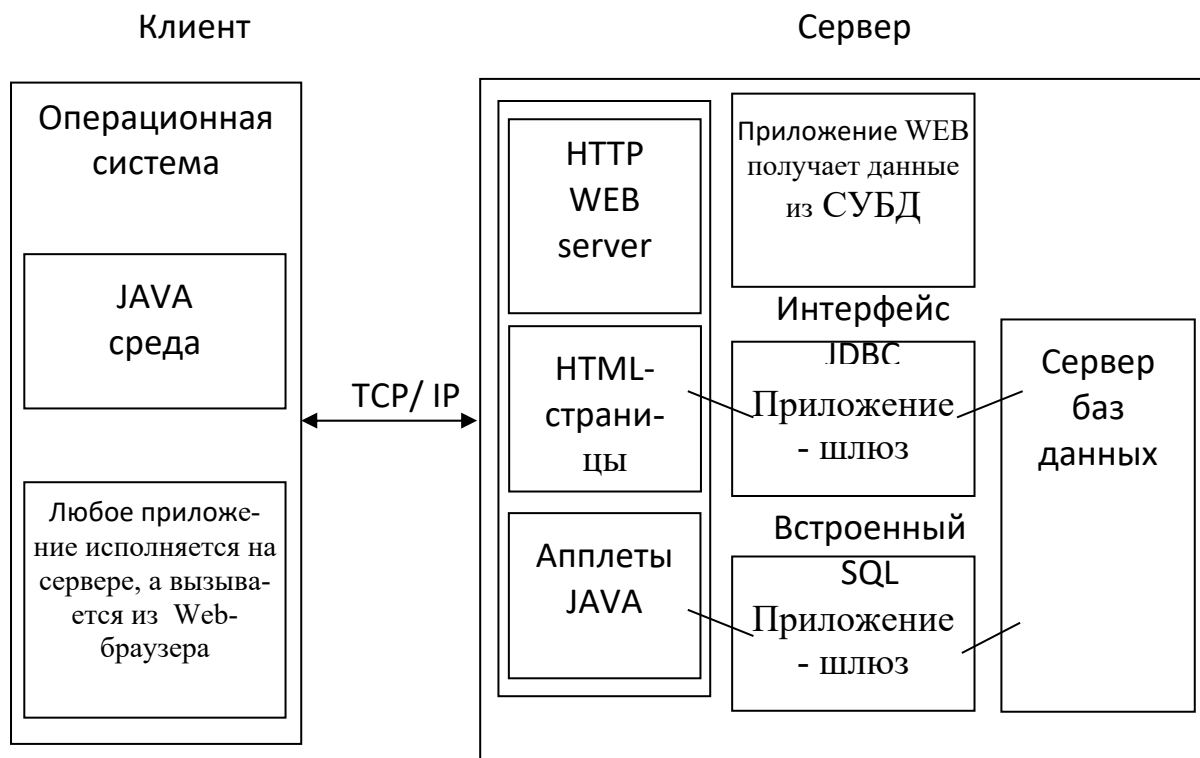 Клиент
Сервер
Операционная
система
JAVA
среда
Любое приложе-
ние исполняется на
сервере, а вызыва-
ется из Web-
браузера
TCP/ IP
HTTP
WEB
server
HTML-
страни-
цы
Апплеты
JAVA
Приложение WEB
получает данные
из СУБД
Интерфейс
JDBC
Приложение
- шлюз
Встроенный
SQL
Приложение
- шлюз
Сервер
баз
данных